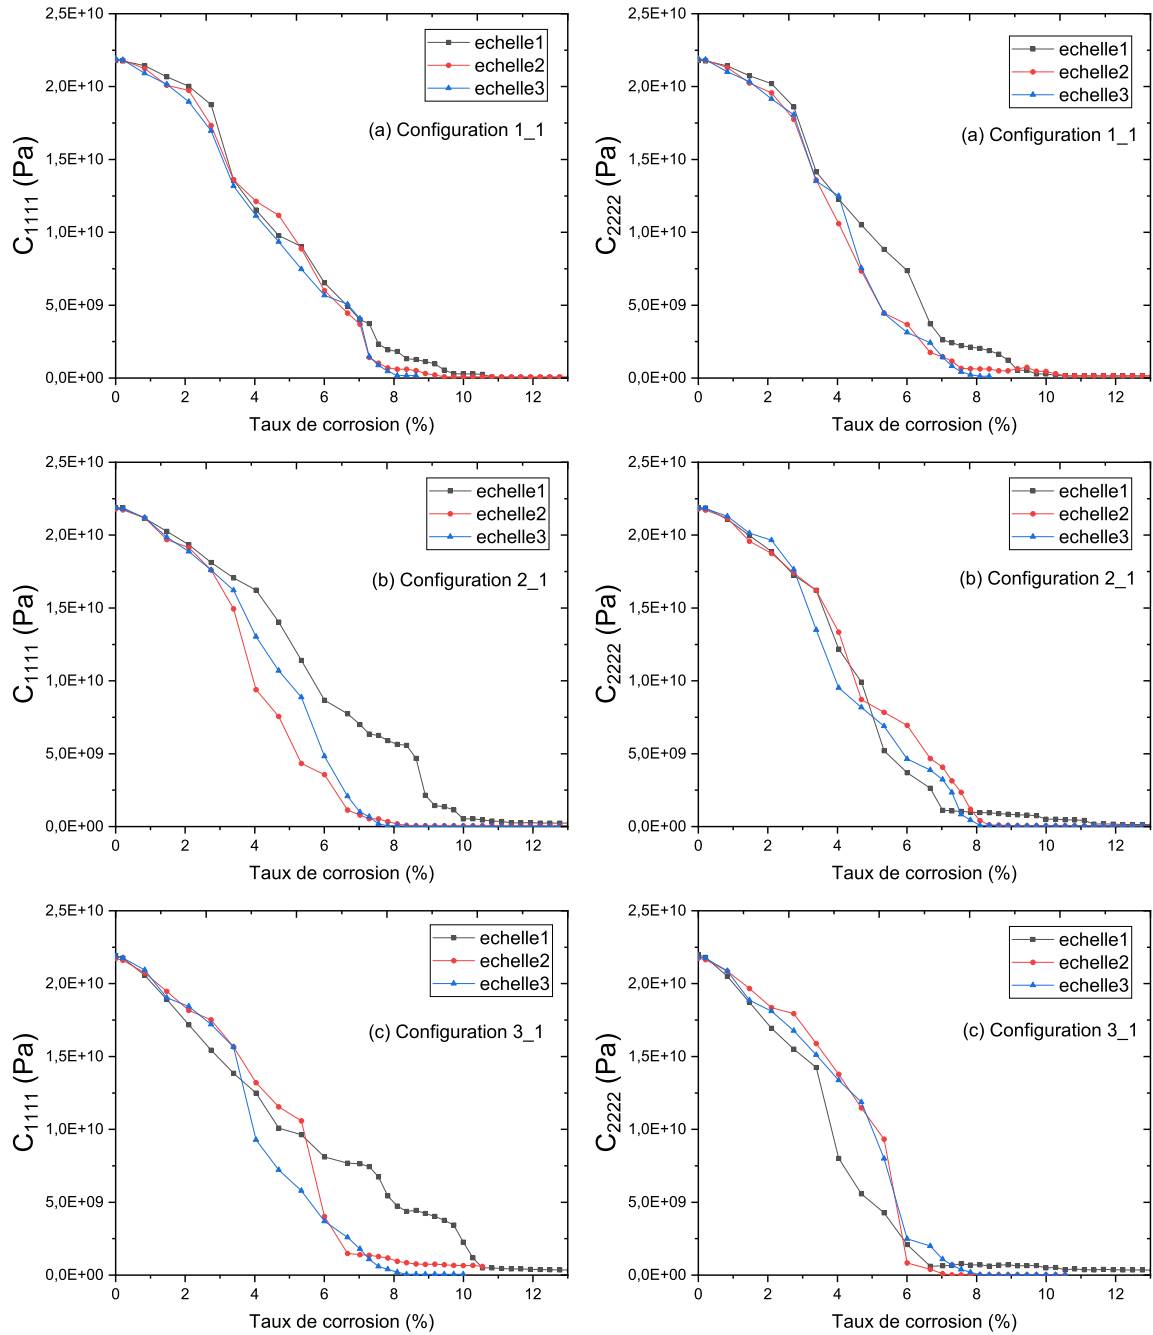 2,5E+10
2,0E+10
1,5E+10
1,0E+10
5,0E+09
0,0E+00
C1111 (Pa)
echelle1
echelle2
echelle3
(a) Configuration 1_1
0 2 4 6 8 10 12
Taux de corrosion (%)
2,5E+10
2,0E+10
1,5E+10
1,0E+10
5,0E+09
0,0E+00
C2222 (Pa)
echelle1
echelle2
echelle3
(a) Configuration 1_1
0 2 4 6 8 10 12
Taux de corrosion (%)
2,5E+10
2,0E+10
1,5E+10
1,0E+10
5,0E+09
0,0E+00
C1111 (Pa)
echelle1
echelle2
echelle3
(b) Configuration 2_1
0 2 4 6 8 10 12
Taux de corrosion (%)
2,5E+10
2,0E+10
1,5E+10
1,0E+10
5,0E+09
0,0E+00
C2222 (Pa)
echelle1
echelle2
echelle3
(b) Configuration 2_1
0 2 4 6 8 10 12
Taux de corrosion (%)
2,5E+10
2,0E+10
1,5E+10
1,0E+10
5,0E+09
0,0E+00
C1111 (Pa)
echelle1
echelle2
echelle3
(c) Configuration 3_1
0 2 4 6 8 10 12
Taux de corrosion (%)
2,5E+10
2,0E+10
1,5E+10
1,0E+10
5,0E+09
0,0E+00
C2222 (Pa)
echelle1
echelle2
echelle3
(c) Configuration 3_1
0 2 4 6 8 10 12
Taux de corrosion (%)